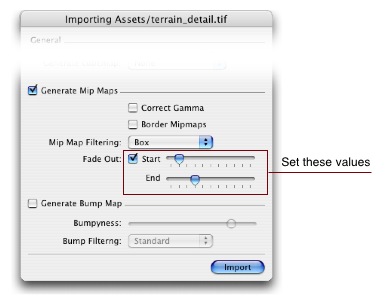 Importing Assets/terrain_detail.tif
General
Generate Mip Maps
Correct Gamma
Border Mipmaps
Mip Map Filtering: Box
Fade Out: Start
End
Set these values
Generate Bump Map
Bumpyness:
Bump Filterng: Standard
Import